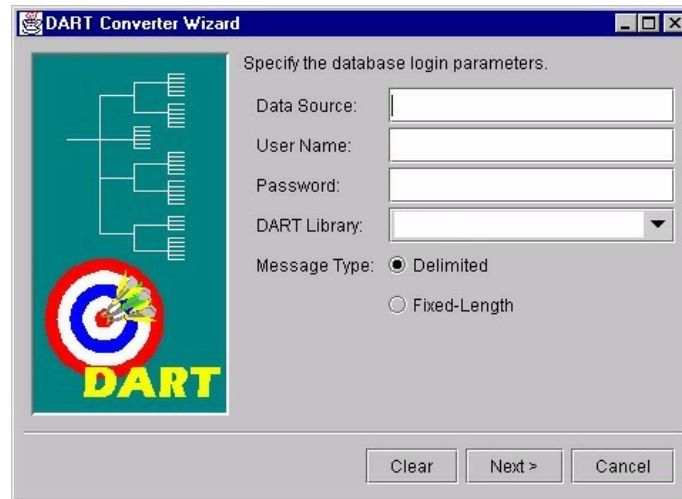 DART Converter Wizard
Specify the database login parameters.
Data Source:
User Name:
Password:
DART Library:
Message Type: Delimited
Fixed-Length
DART
Clear Next > Cancel